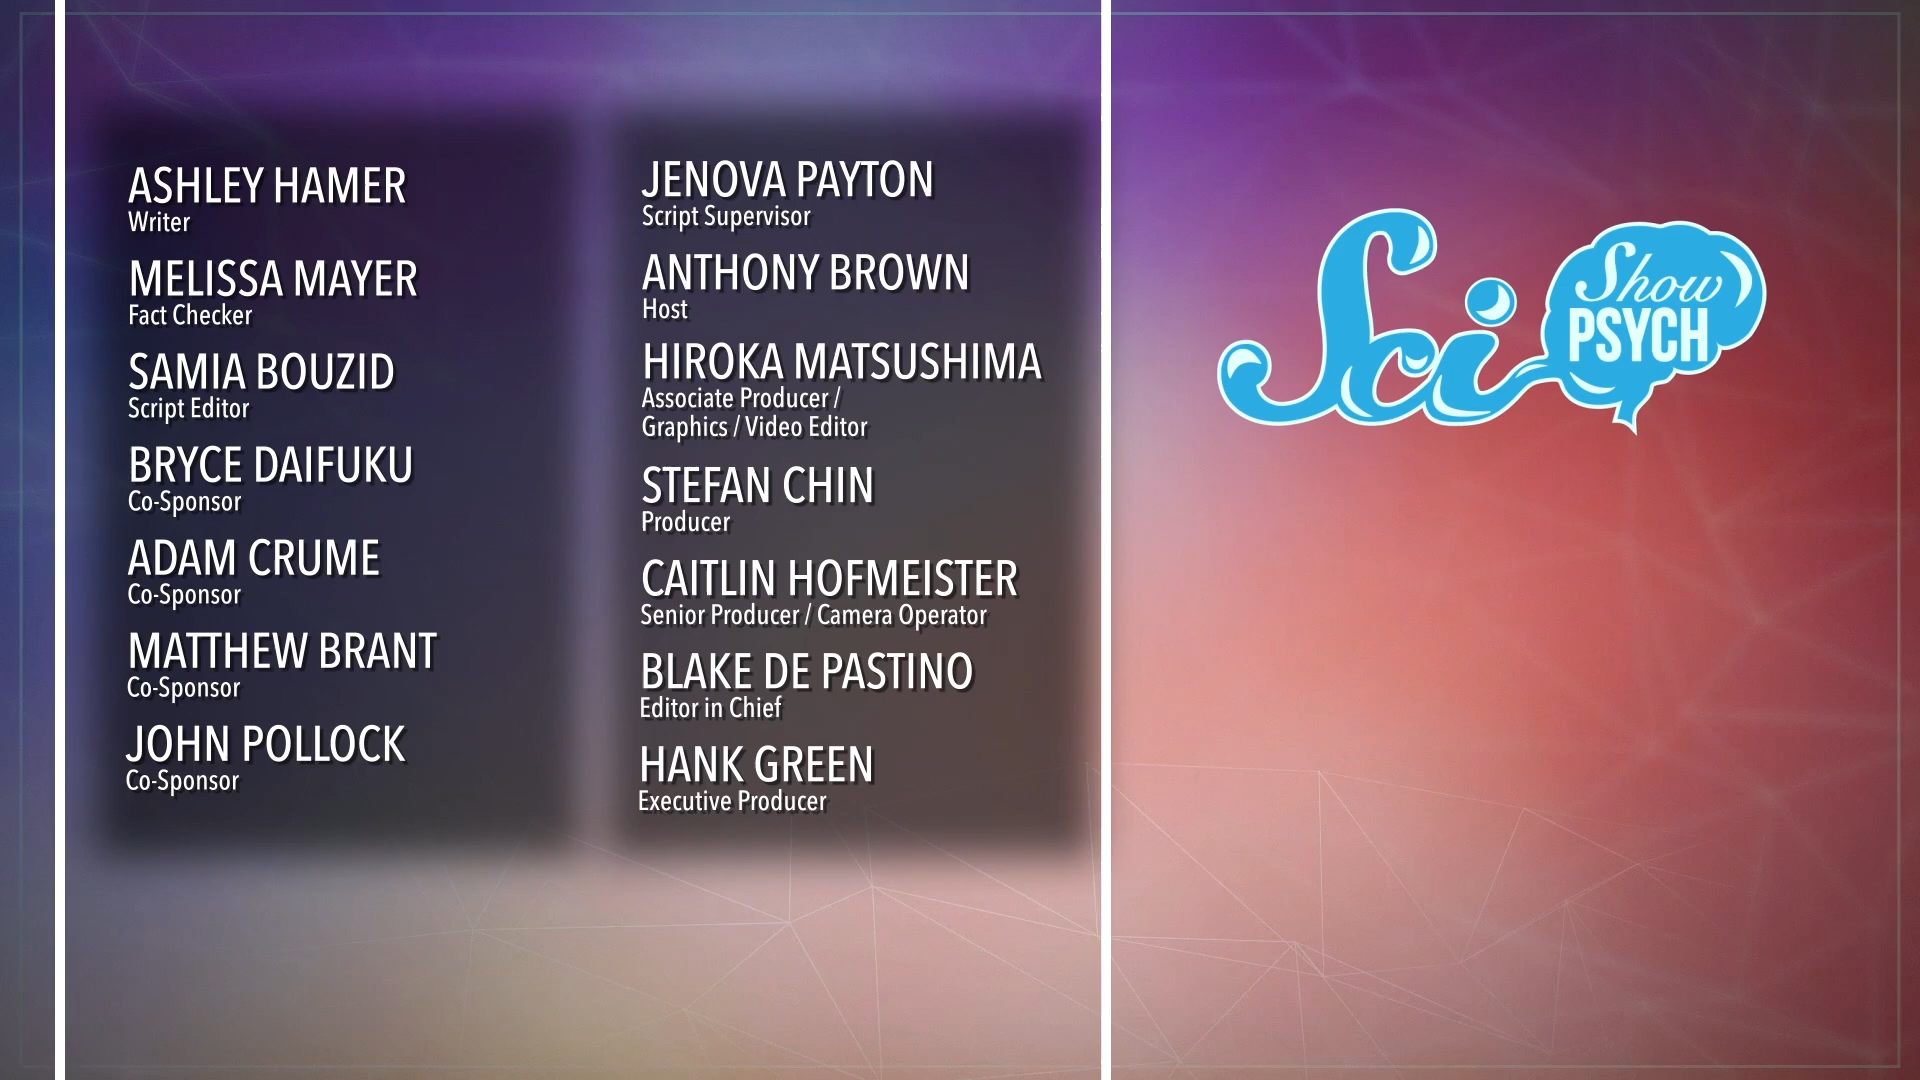 ASHLEY HAMER
Writer
MELISSA MAYER
Fact Checker
SAMIA BOUZID
Script Editor
BRYCE DAIFUKU
Co-Sponsor
ADAM CRUME
Co-Sponsor
MATTHEW BRANT
Co-Sponsor
JOHN POLLOCK
Co-Sponsor
JENOVA PAYTON
Script Supervisor
ANTHONY BROWN
Host
HIROKA MATSUSHIMA
Associate Producer /
Graphics / Video Editor
STEFAN CHIN
Producer
CAITLIN HOFMEISTER
Senior Producer / Camera Operator
BLAKE DE PASTINO
Editor in Chief
HANK GREEN
Executive Producer
Sci
Show
PSYCH